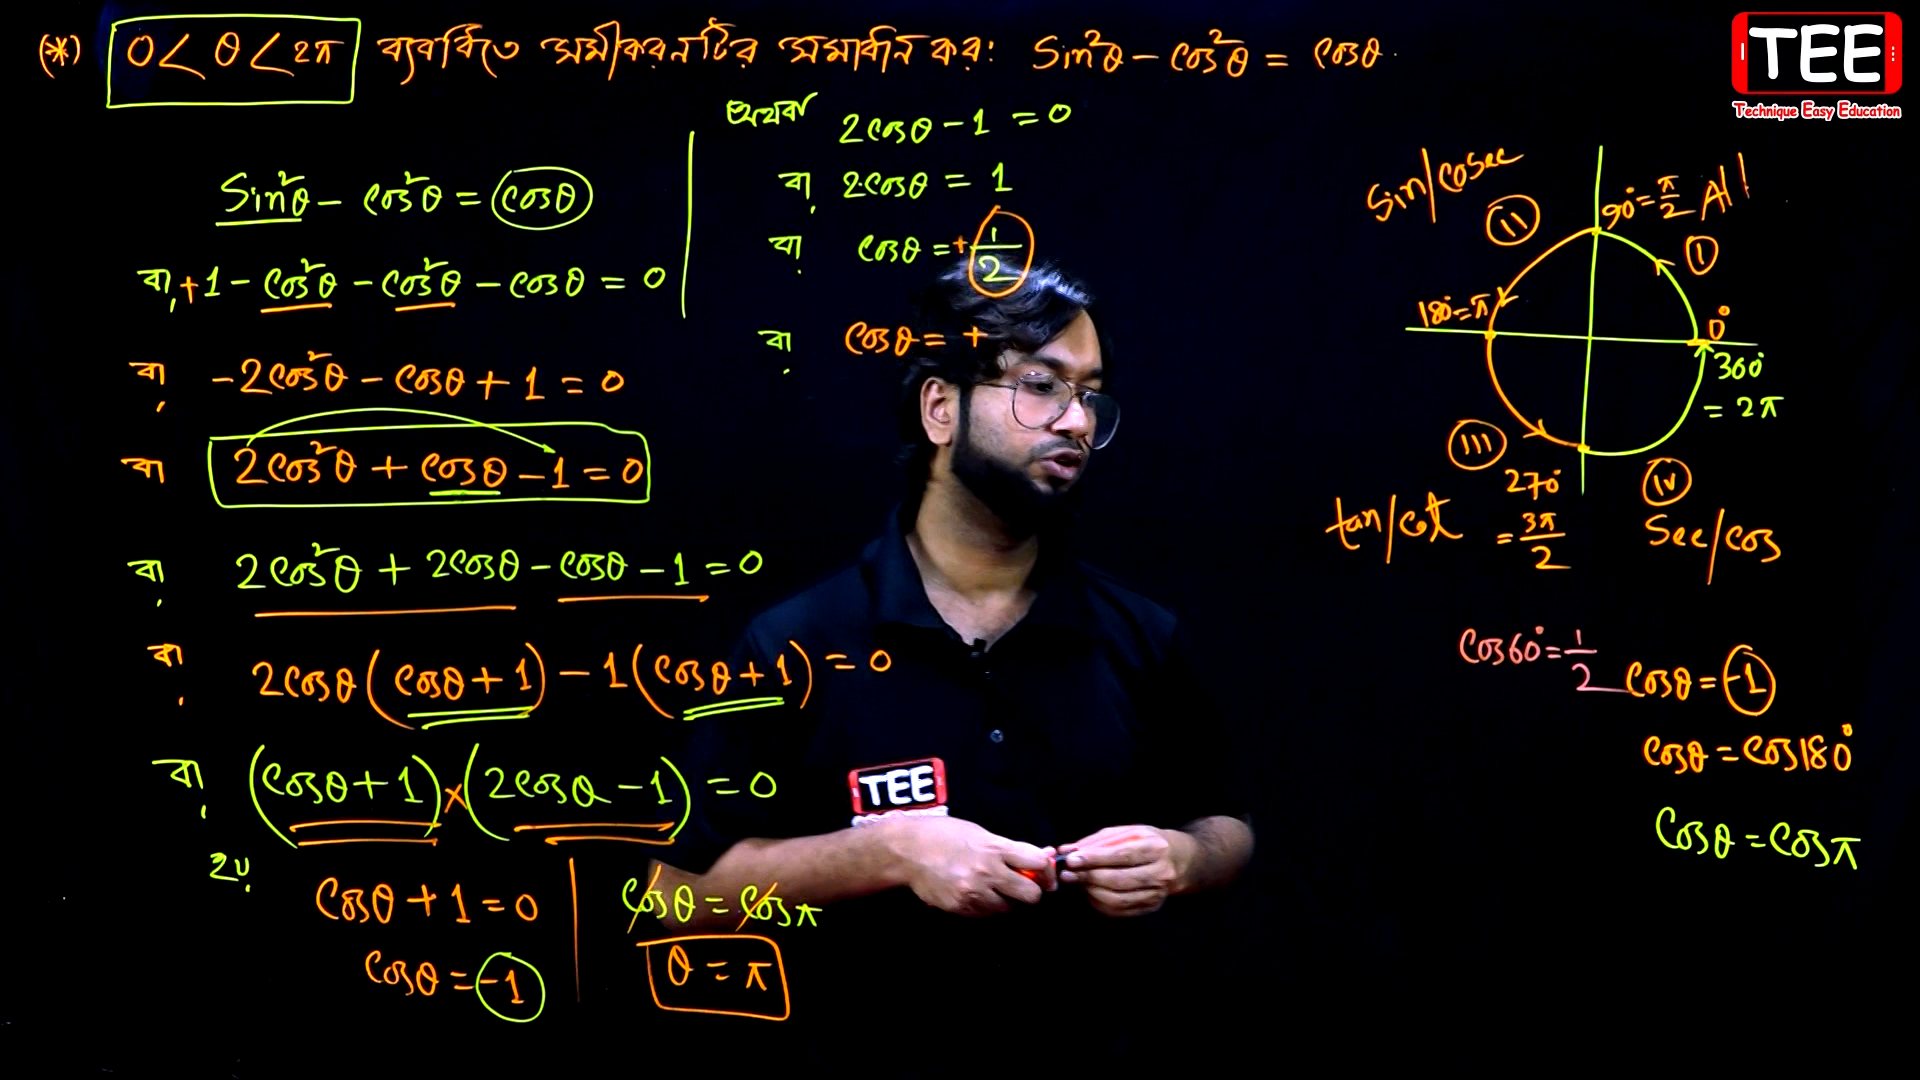 (*) 0 < θ < 2π ব্যবধিতে সমীকরনটির সমাধান কর: Sin²θ - cos²θ = cosθ.
TEE
Technique Easy Education
Sin²θ - cos²θ = cosθ
বা, +1 - cos²θ - cos²θ - cosθ = 0
বা, -2cos²θ - cosθ + 1 = 0
বা 2cos²θ + cosθ - 1 = 0
বা, 2cos²θ + 2cosθ - cosθ - 1 = 0
বা, 2cosθ (cosθ + 1) - 1 (cosθ + 1) = 0
বা, (cosθ + 1) × (2cosθ - 1) = 0
হয়,
cosθ + 1 = 0
cosθ = -1
cosθ = cosπ
θ = π
অথবা 2cosθ - 1 = 0
বা, 2cosθ = 1
বা, cosθ = + 1/2
বা, cosθ = +
TEE
Sin/cosec
(II)
90° = π/2 All
(I)
180° = π
0°
360°
= 2π
(III)
270°
= 3π/2
(IV)
tan/cot
Sec/cos
cos60° = 1/2
cosθ = -1
cosθ = cos180°
cosθ = cosπ